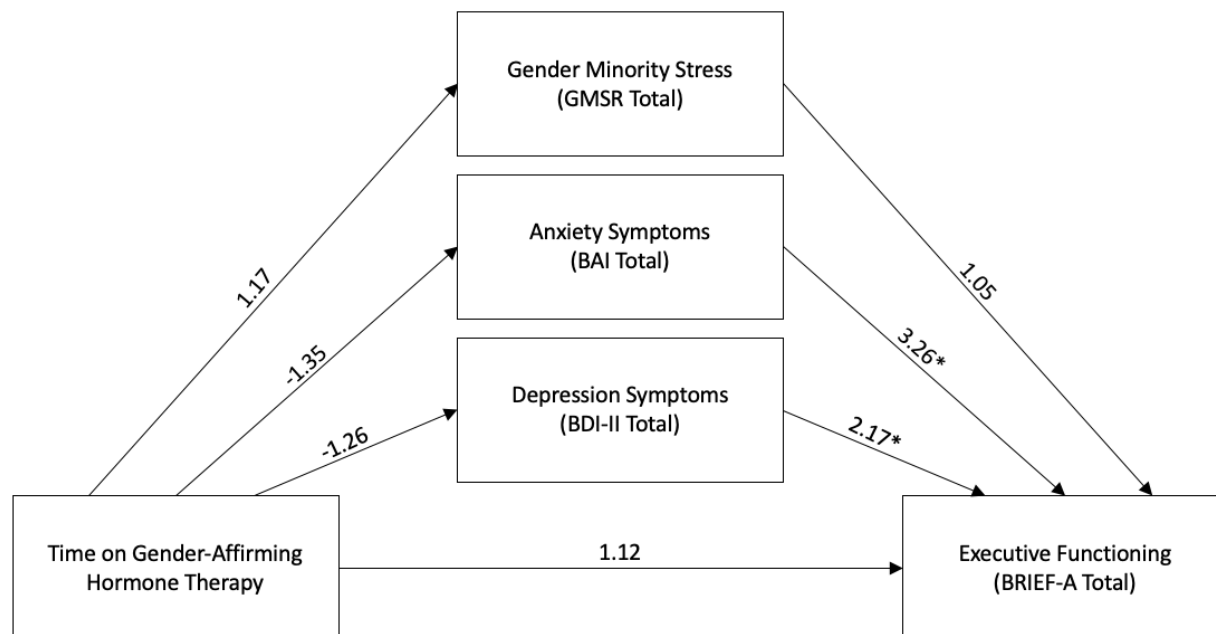 Gender Minority Stress
(GMSR Total)
Anxiety Symptoms
(BAI Total)
Depression Symptoms
(BDI-II Total)
1.17
-1.35
-1.26
1.05
3.26*
2.17*
Time on Gender-Affirming
Hormone Therapy
1.12
Executive Functioning
(BRIEF-A Total)